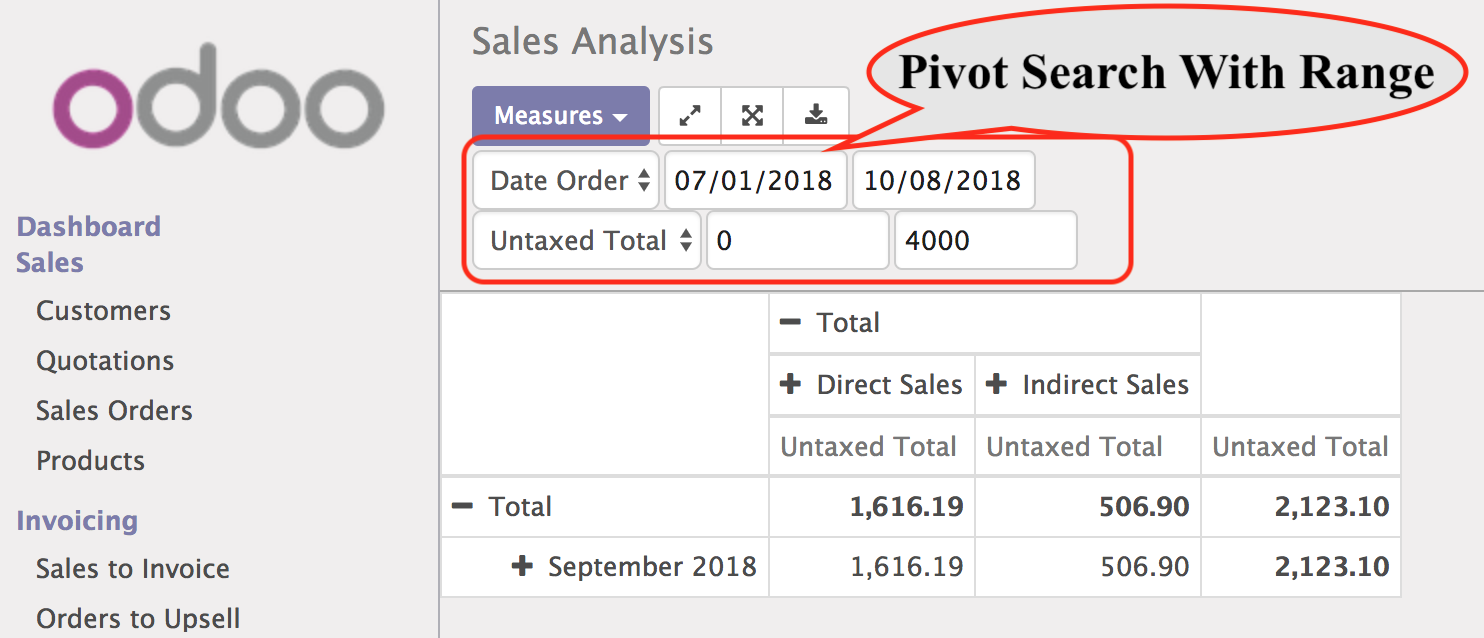 odoo
Dashboard
Sales
Customers
Quotations
Sales Orders
Products
Invoicing
Sales to Invoice
Orders to Upsell
Sales Analysis
Pivot Search With Range
Measures
Date Order 07/01/2018 10/08/2018
Untaxed Total 0 4000
Total
Direct Sales Indirect Sales
Untaxed Total Untaxed Total Untaxed Total
Total 1,616.19 506.90 2,123.10
September 2018 1,616.19 506.90 2,123.10